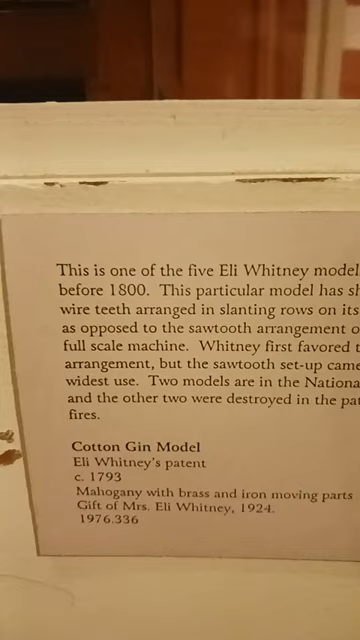 This is one of the five Eli Whitney model
before 1800. This particular model has
wire teeth arranged in slanting rows on its
as opposed to the sawtooth arrangement
full scale machine. Whitney first favored
arrangement, but the sawtooth set-up came
widest use. Two models are in the Nationa
and the other two were destroyed in the
fires.
Cotton Gin Model
Eli Whitney's patent
c. 1793
Mahogany with brass and iron moving parts
Gift of Mrs. Eli Whitney, 1924.
1976.336